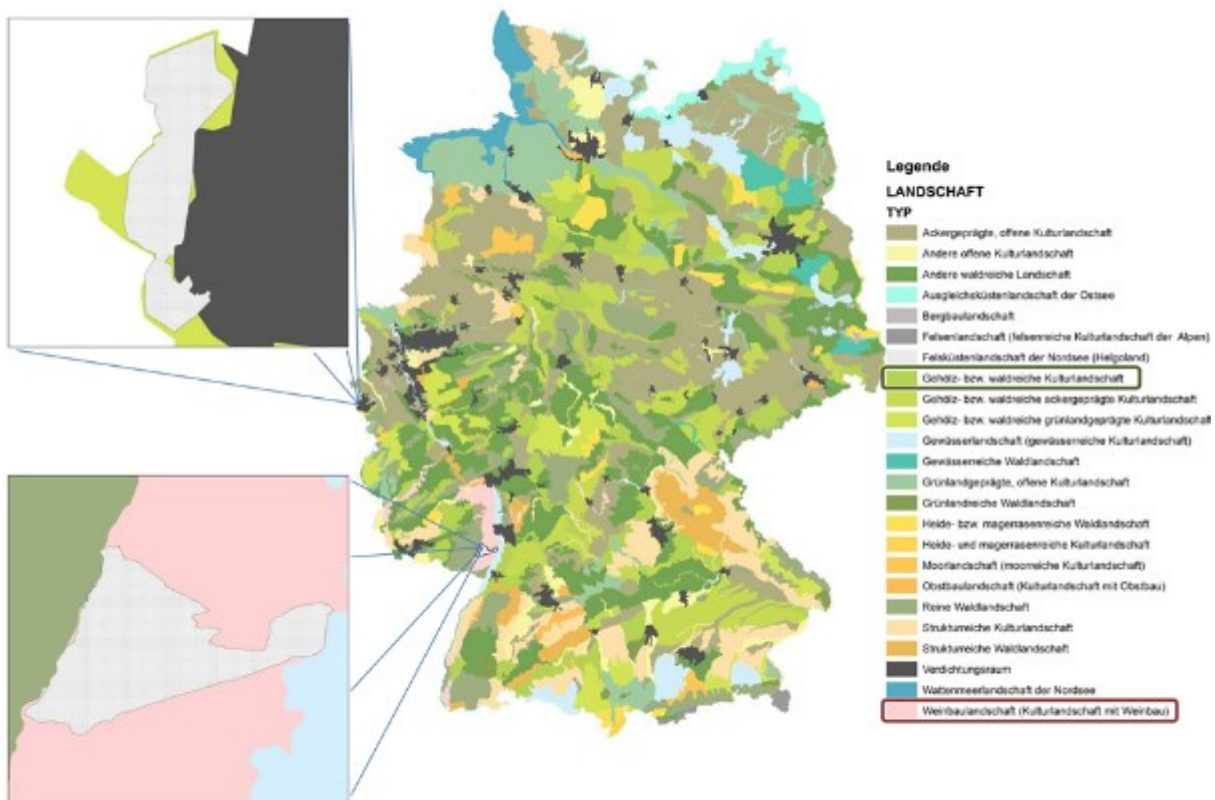 Legende
LANDSCHAFT
TYP
Ackergeprägte, offene Kulturlandschaft
Andere offene Kulturlandschaft
Andere waldreiche Landschaft
Ausgleichsküstenlandschaft der Ostsee
Bergbaulandschaft
Felsenlandschaft (felsenreiche Kulturlandschaft der Alpen)
Felsküstenlandschaft der Nordsee (Helgoland)
Gehölz- bzw. waldreiche Kulturlandschaft
Gehölz- bzw. waldreiche ackergeprägte Kulturlandschaft
Gehölz- bzw. waldreiche grünlandgeprägte Kulturlandschaft
Gewässerlandschaft (gewässerreiche Kulturlandschaft)
Gewässerreiche Waldlandschaft
Grünlandgeprägte, offene Kulturlandschaft
Grünlandreiche Waldlandschaft
Heide- bzw. magerrasenreiche Waldlandschaft
Heide- und magerrasenreiche Kulturlandschaft
Moorlandschaft (moorreiche Kulturlandschaft)
Obstbaulandschaft (Kulturlandschaft mit Obstbau)
Reine Waldlandschaft
Strukturreiche Kulturlandschaft
Strukturreiche Waldlandschaft
Verdichtungsraum
Wattenmeerlandschaft der Nordsee
Weinbaulandschaft (Kulturlandschaft mit Weinbau)